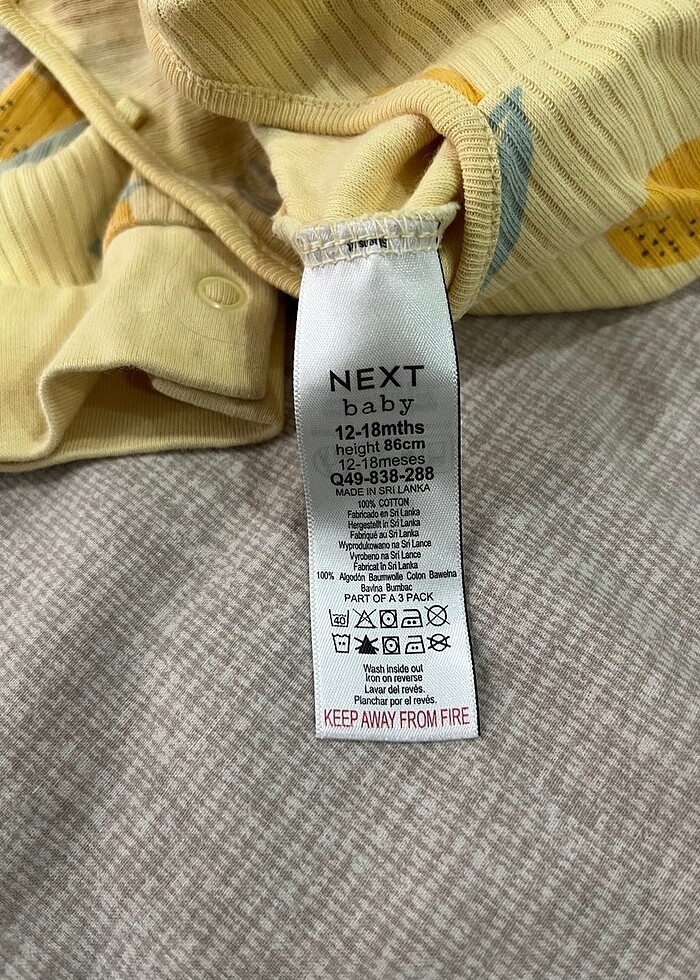 NEXT
baby
12-18mths
height 86cm
12-18meses
Q49-838-288
MADE IN SRI LANKA
100% COTTON
Fabricado en Sri Lanka
Hergestellt in Sri Lanka
Fabriqué au Sri Lanka
Wyprodukowano na Sri Lance
Vyrobeno na Sri Lance
Fabricat în Sri Lanka
100% Algodón Baumwolle Coton Bawełna
Bavlna Bumbac
PART OF A 3 PACK
40
Wash inside out
Iron on reverse
Lavar del revés.
Planchar por el revés.
KEEP AWAY FROM FIRE